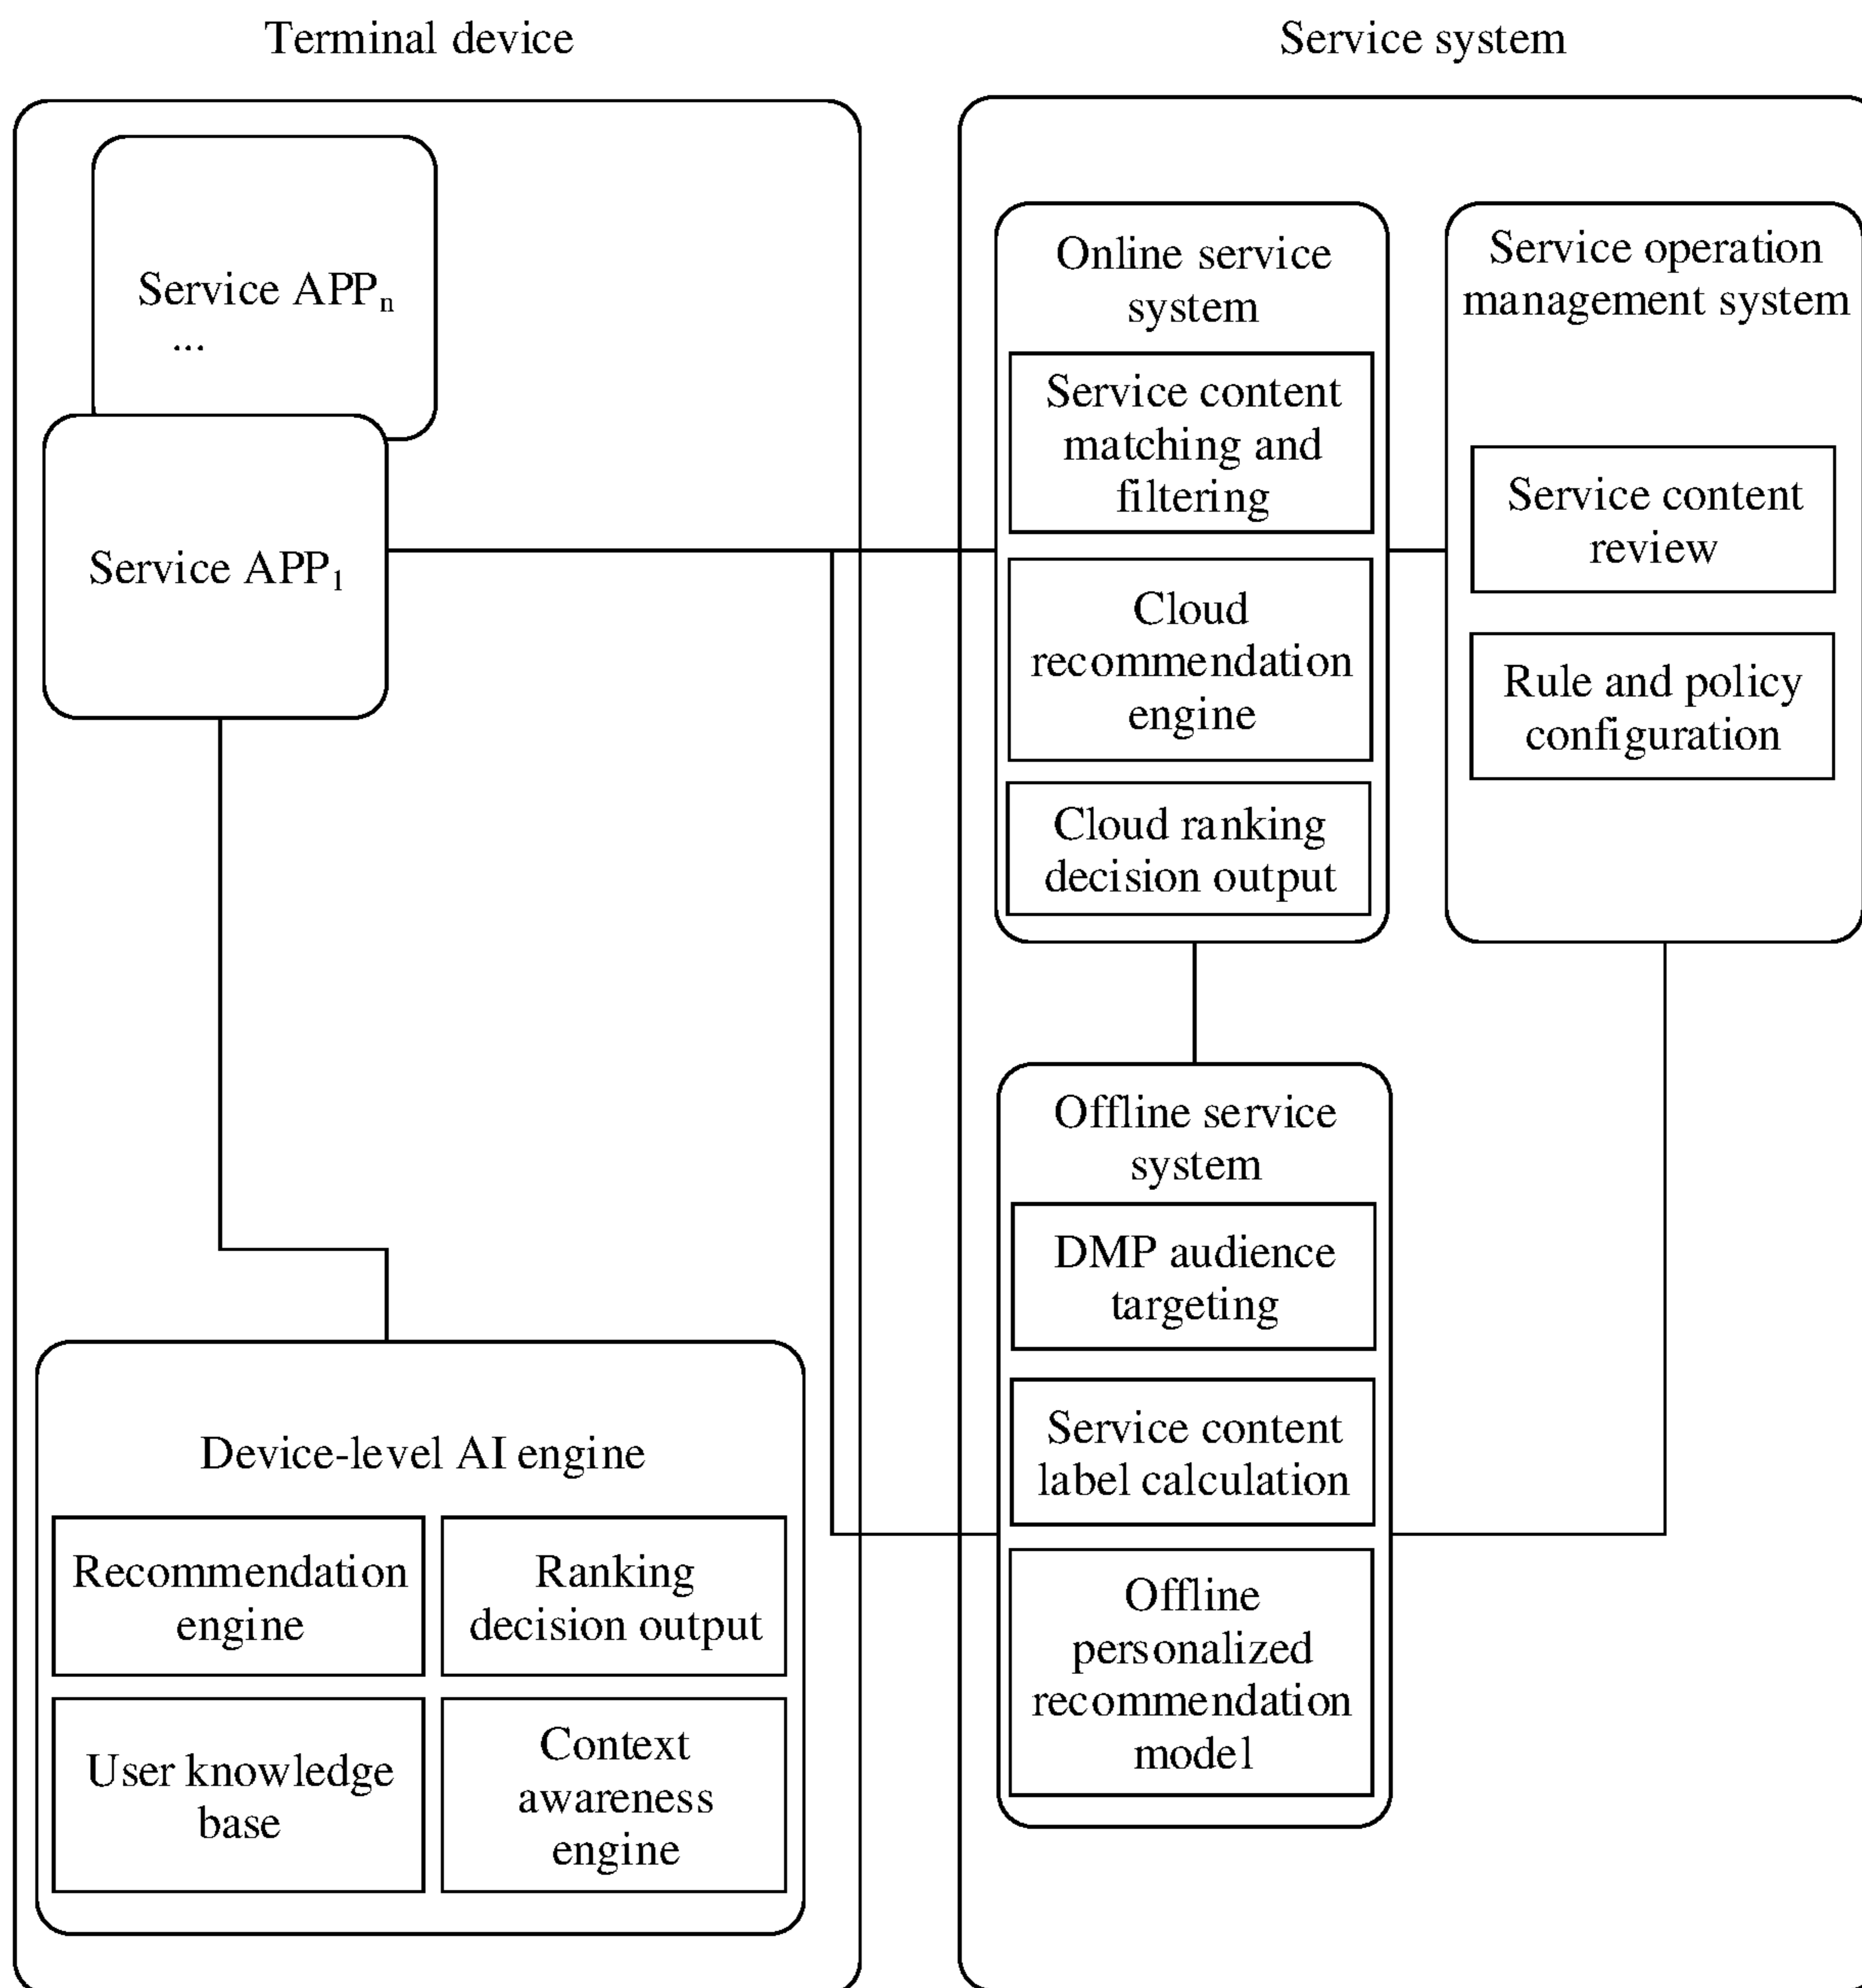 Terminal device
Service APPₙ
...
Service APP₁
Device-level AI engine
Recommendation
engine
Ranking
decision output
User knowledge
base
Context
awareness
engine
Service system
Online service
system
Service content
matching and
filtering
Cloud
recommendation
engine
Cloud ranking
decision output
Service operation
management system
Service content
review
Rule and policy
configuration
Offline service
system
DMP audience
targeting
Service content
label calculation
Offline
personalized
recommendation
model